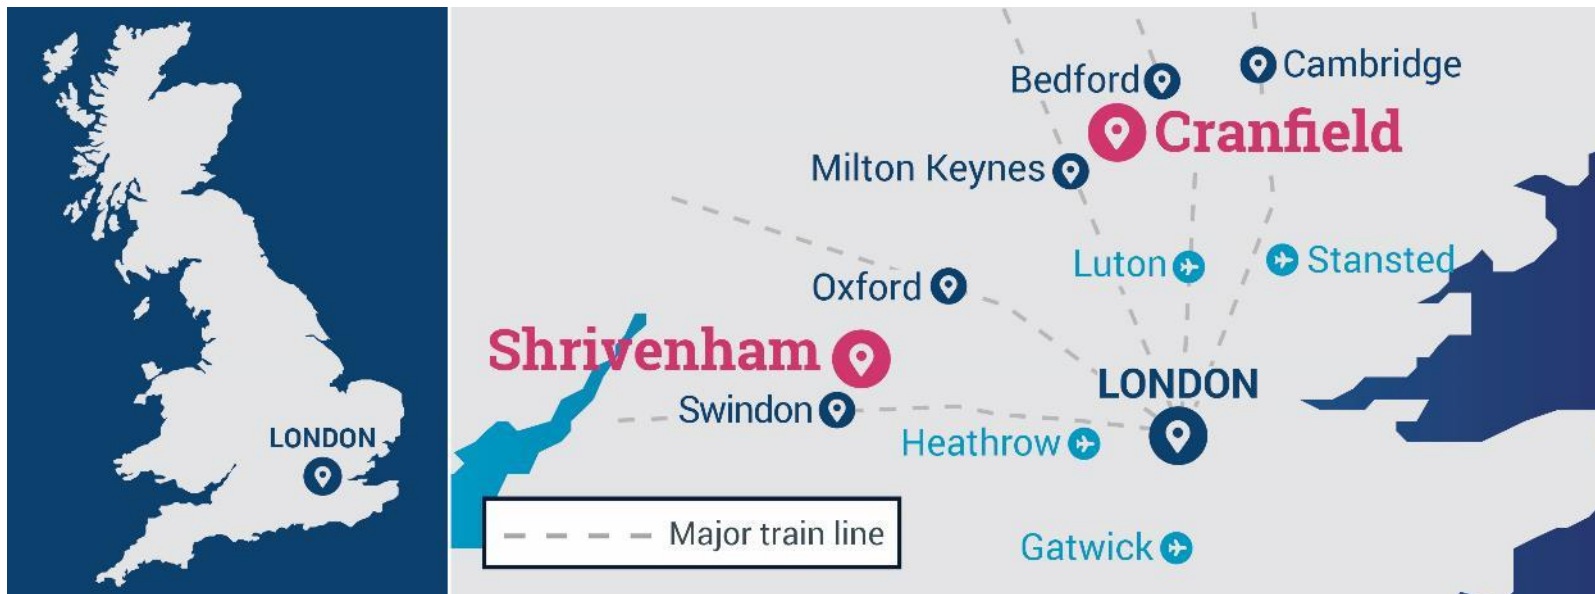 LONDON
Bedford
Cambridge
Cranfield
Milton Keynes
Luton
Stansted
Oxford
Shrivenham
LONDON
Swindon
Heathrow
Major train line
Gatwick